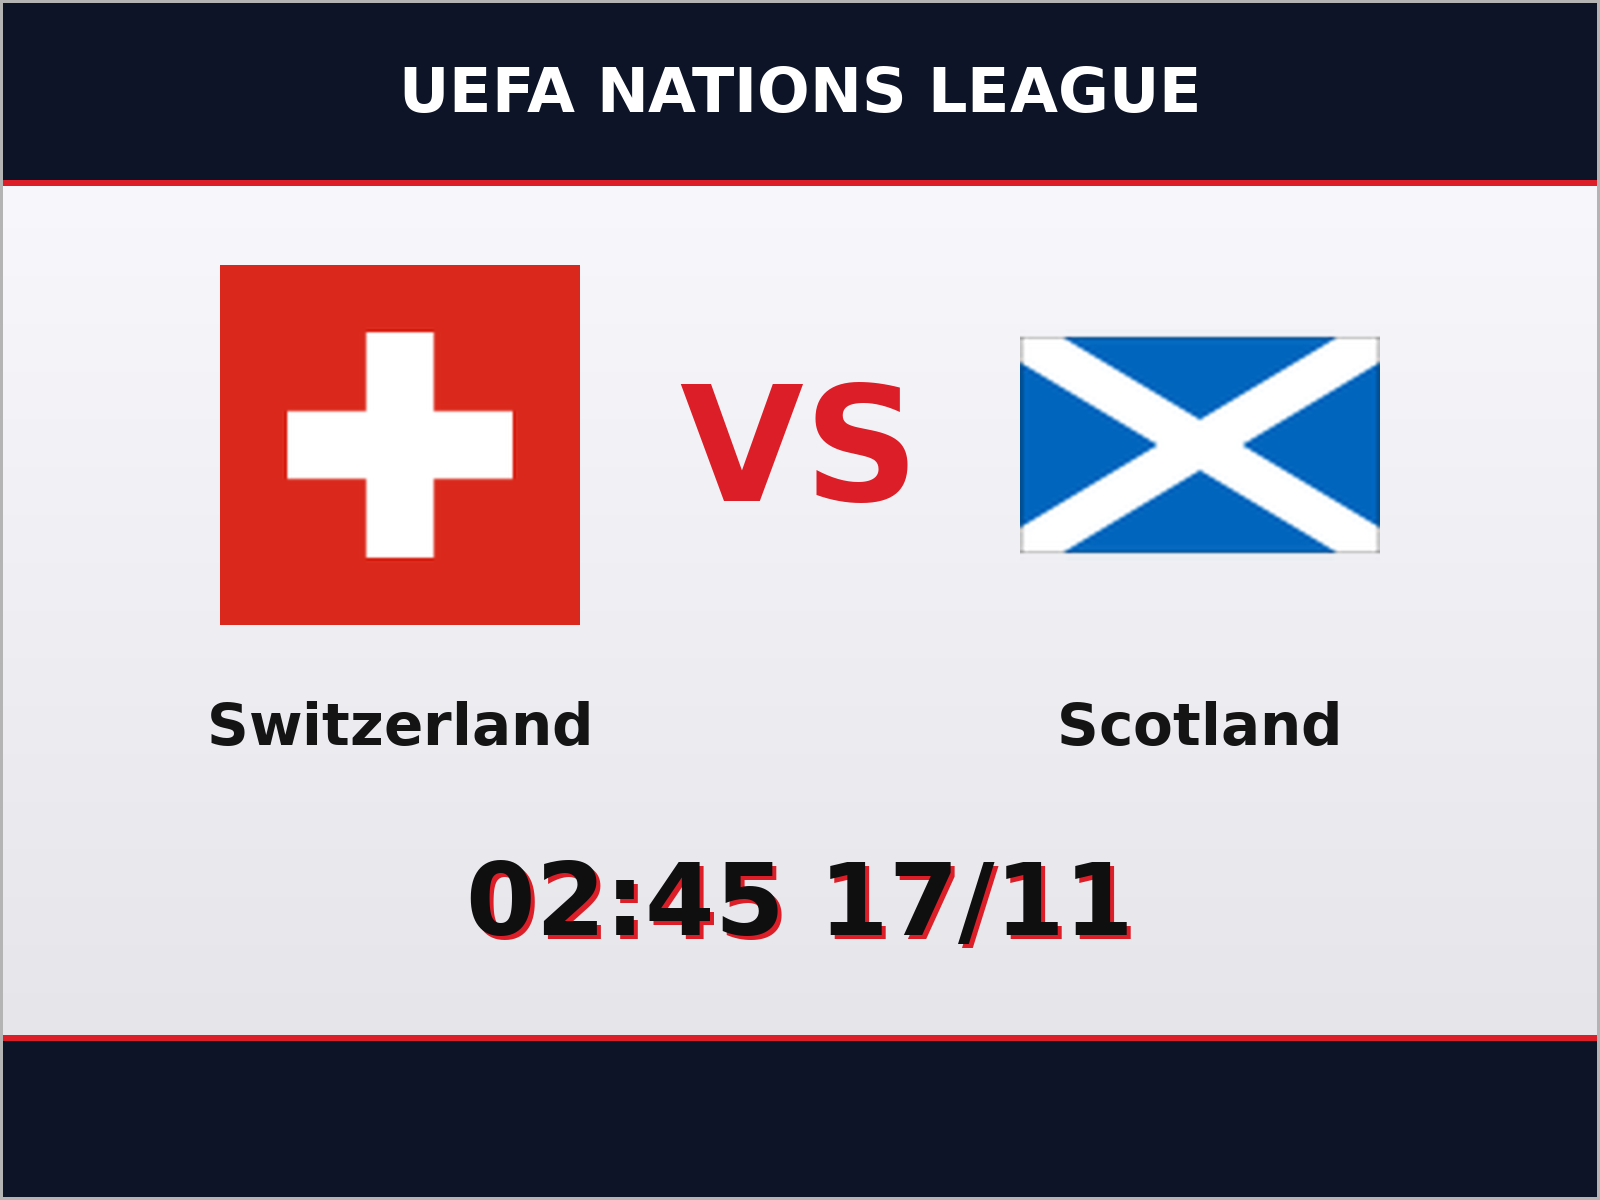 UEFA NATIONS LEAGUE
VS
Switzerland
Scotland
02:45 17/11